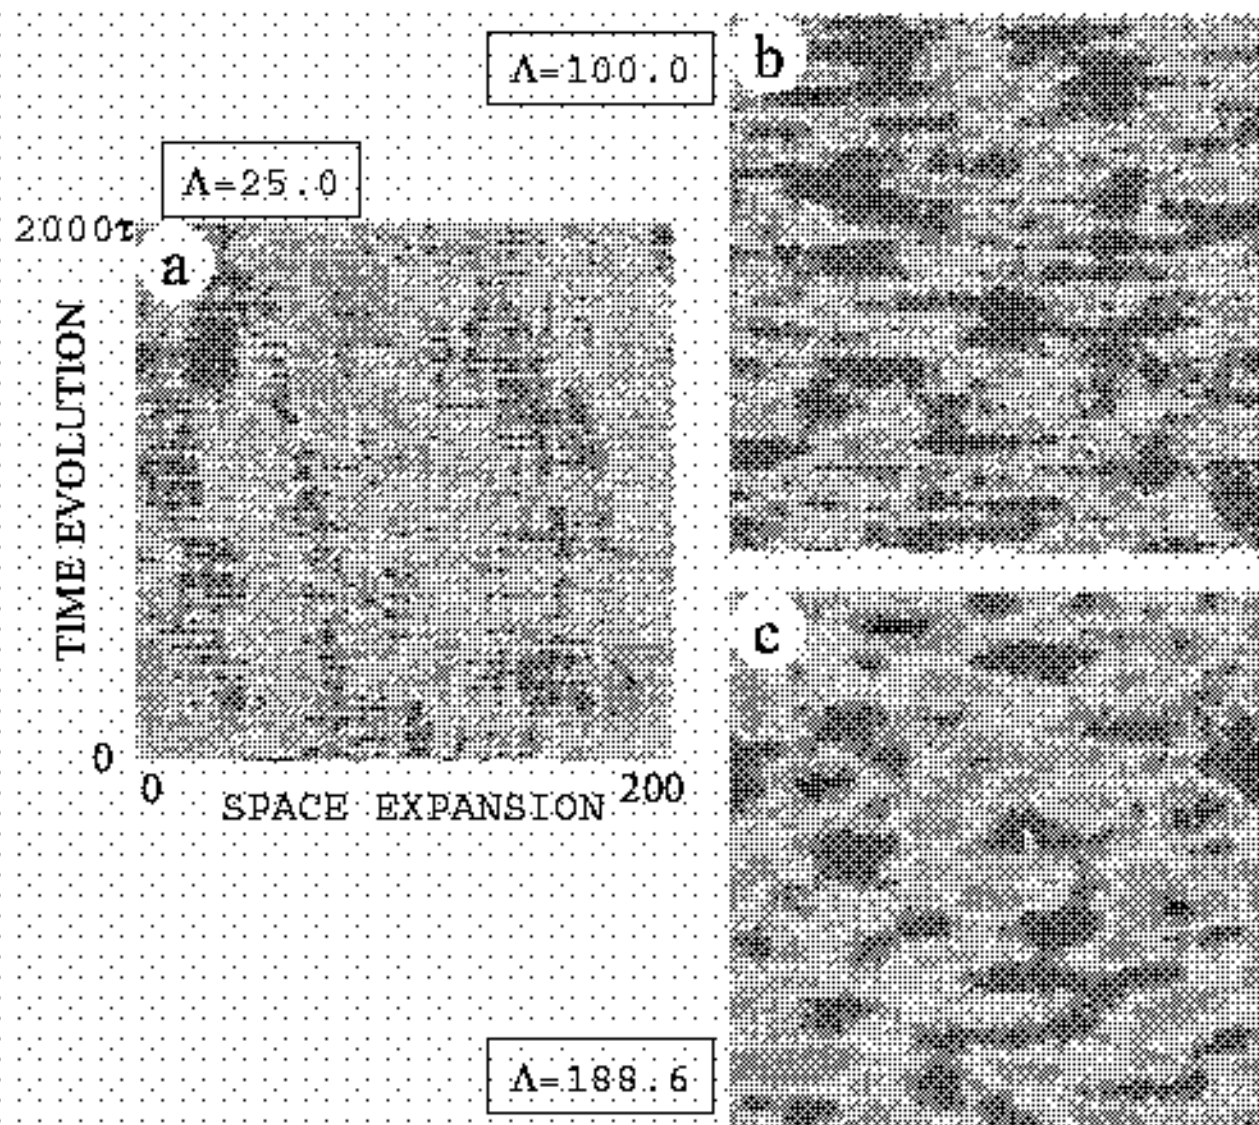 Λ=100.0
b
Λ=25.0
2000τ
a
TIME EVOLUTION
c
0
0
200
SPACE EXPANSION
Λ=188.6